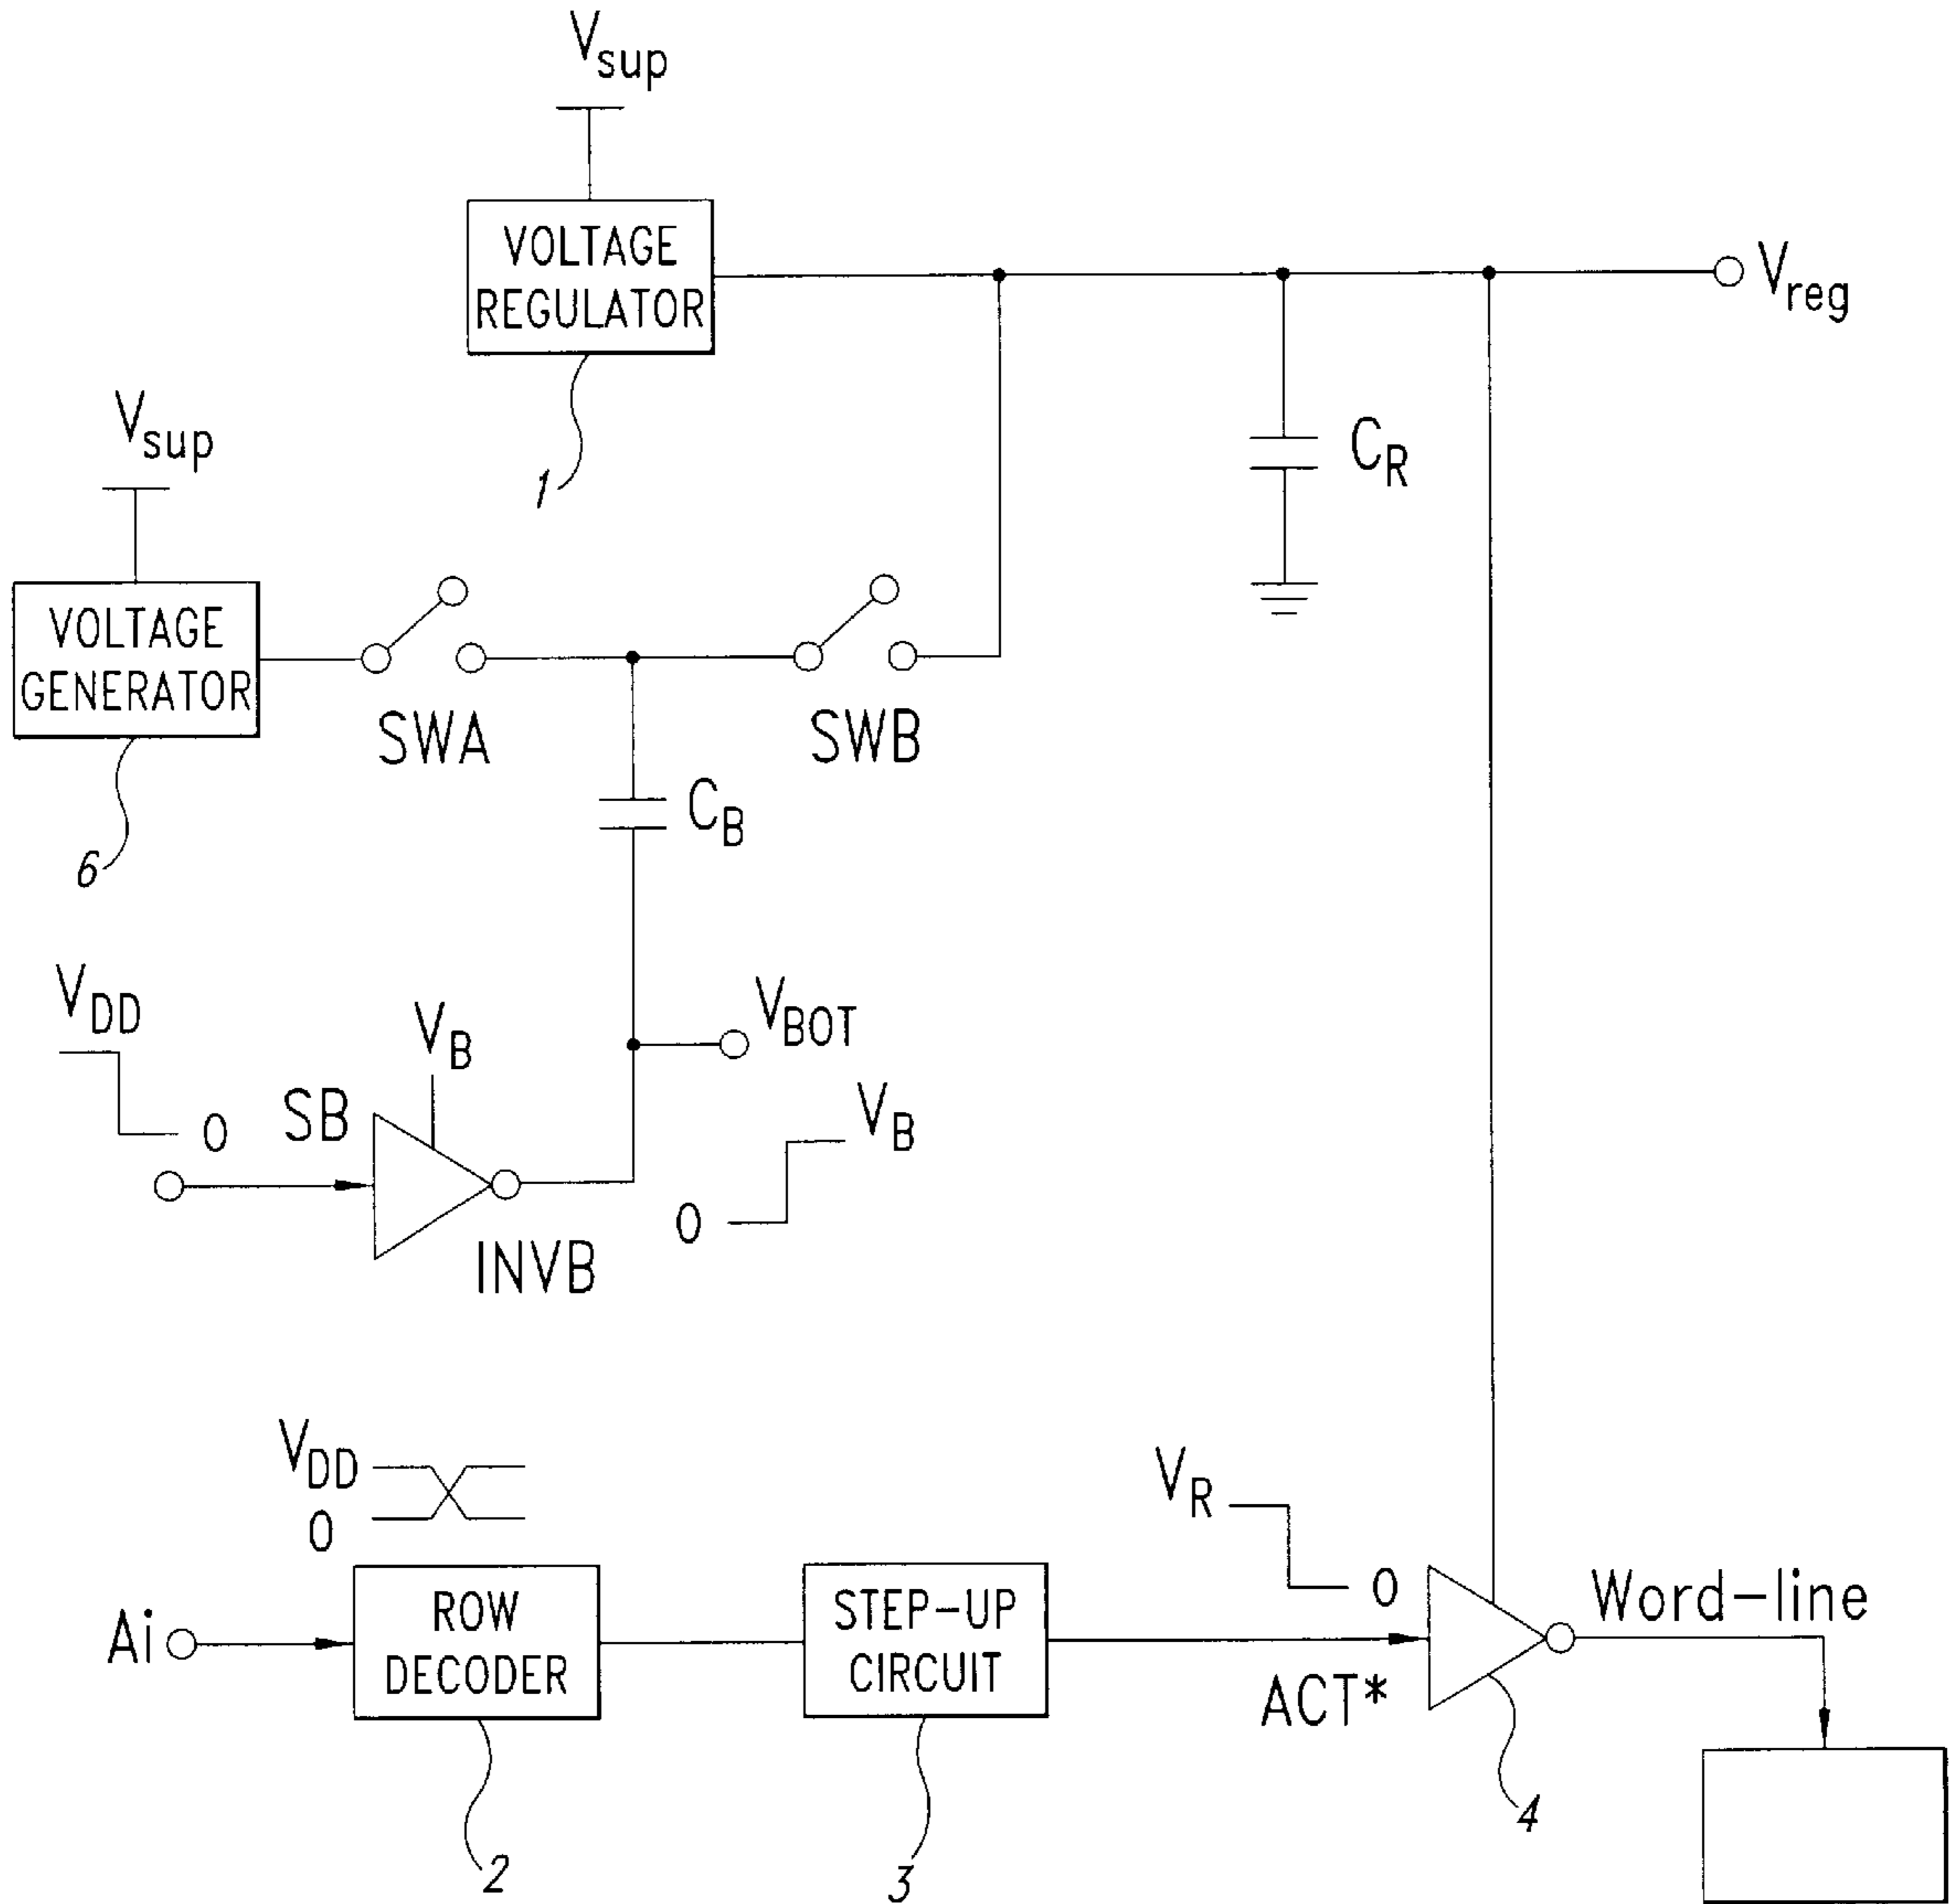 Vsup
VOLTAGE
REGULATOR
Vreg
1
CR
Vsup
VOLTAGE
GENERATOR
SWA
SWB
6
CB
VDD
0
SB
VB
VBOT
VB
0
INVB
VDD
0
Ai
ROW
DECODER
2
STEP-UP
CIRCUIT
3
VR
0
ACT*
Word-line
4